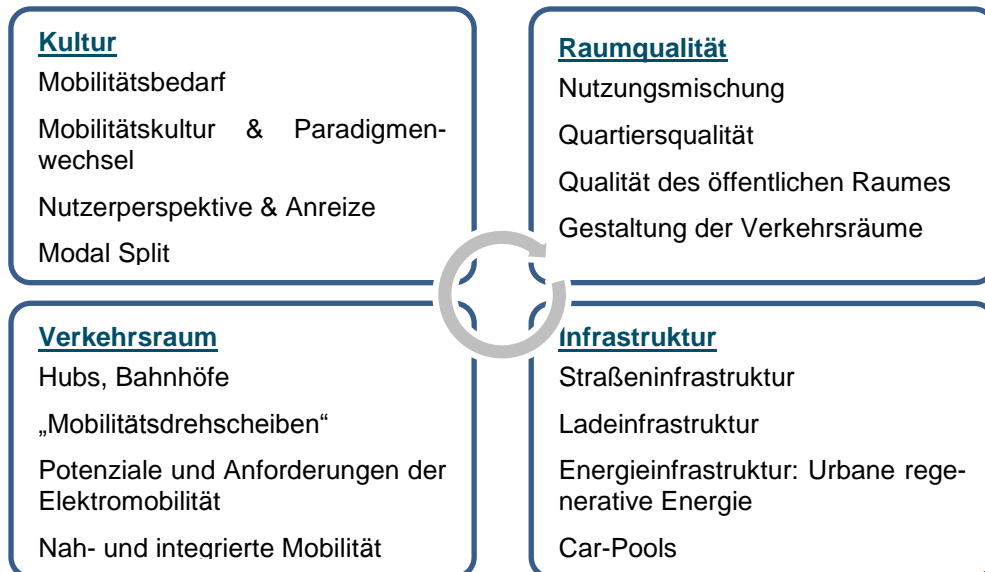 Kultur
Mobilitätsbedarf
Mobilitätskultur & Paradigmen-
wechsel
Nutzerperspektive & Anreize
Modal Split
Raumqualität
Nutzungsmischung
Quartiersqualität
Qualität des öffentlichen Raumes
Gestaltung der Verkehrsräume
Verkehrsraum
Hubs, Bahnhöfe
„Mobilitätsdrehscheiben“
Potenziale und Anforderungen der
Elektromobilität
Nah- und integrierte Mobilität
Infrastruktur
Straßeninfrastruktur
Ladeinfrastruktur
Energieinfrastruktur: Urbane rege-
nerative Energie
Car-Pools